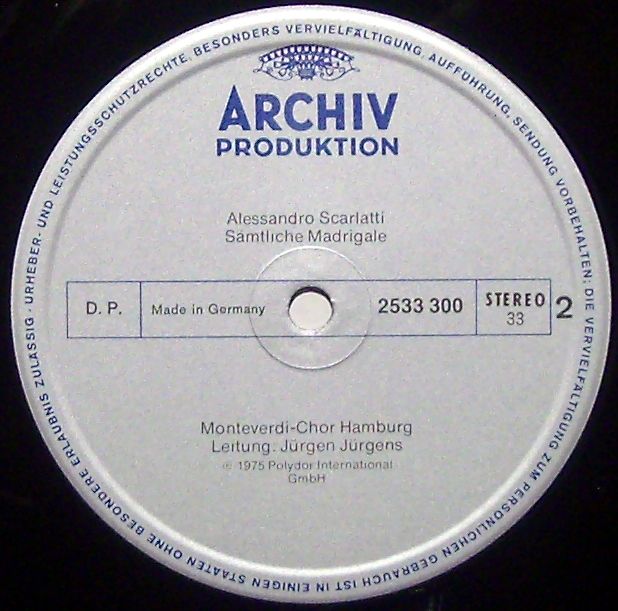 URHEBER- UND LEISTUNGSSCHUTZRECHTE, BESONDERS VERVIELFÄLTIGUNG, AUFFÜHRUNG, SENDUNG VORBEHALTEN; DIE VERVIELFÄLTIGUNG ZUM PERSÖNLICHEN GEBRAUCH IST IN EINIGEN STAATEN OHNE BESONDERE ERLAUBNIS ZULÄSSIG ·
ARCHIV
PRODUKTION
Alessandro Scarlatti
Sämtliche Madrigale
D. P. Made in Germany 2533 300 STEREO 33 2
Monteverdi-Chor Hamburg
Leitung: Jürgen Jürgens
℗ 1975 Polydor International
GmbH